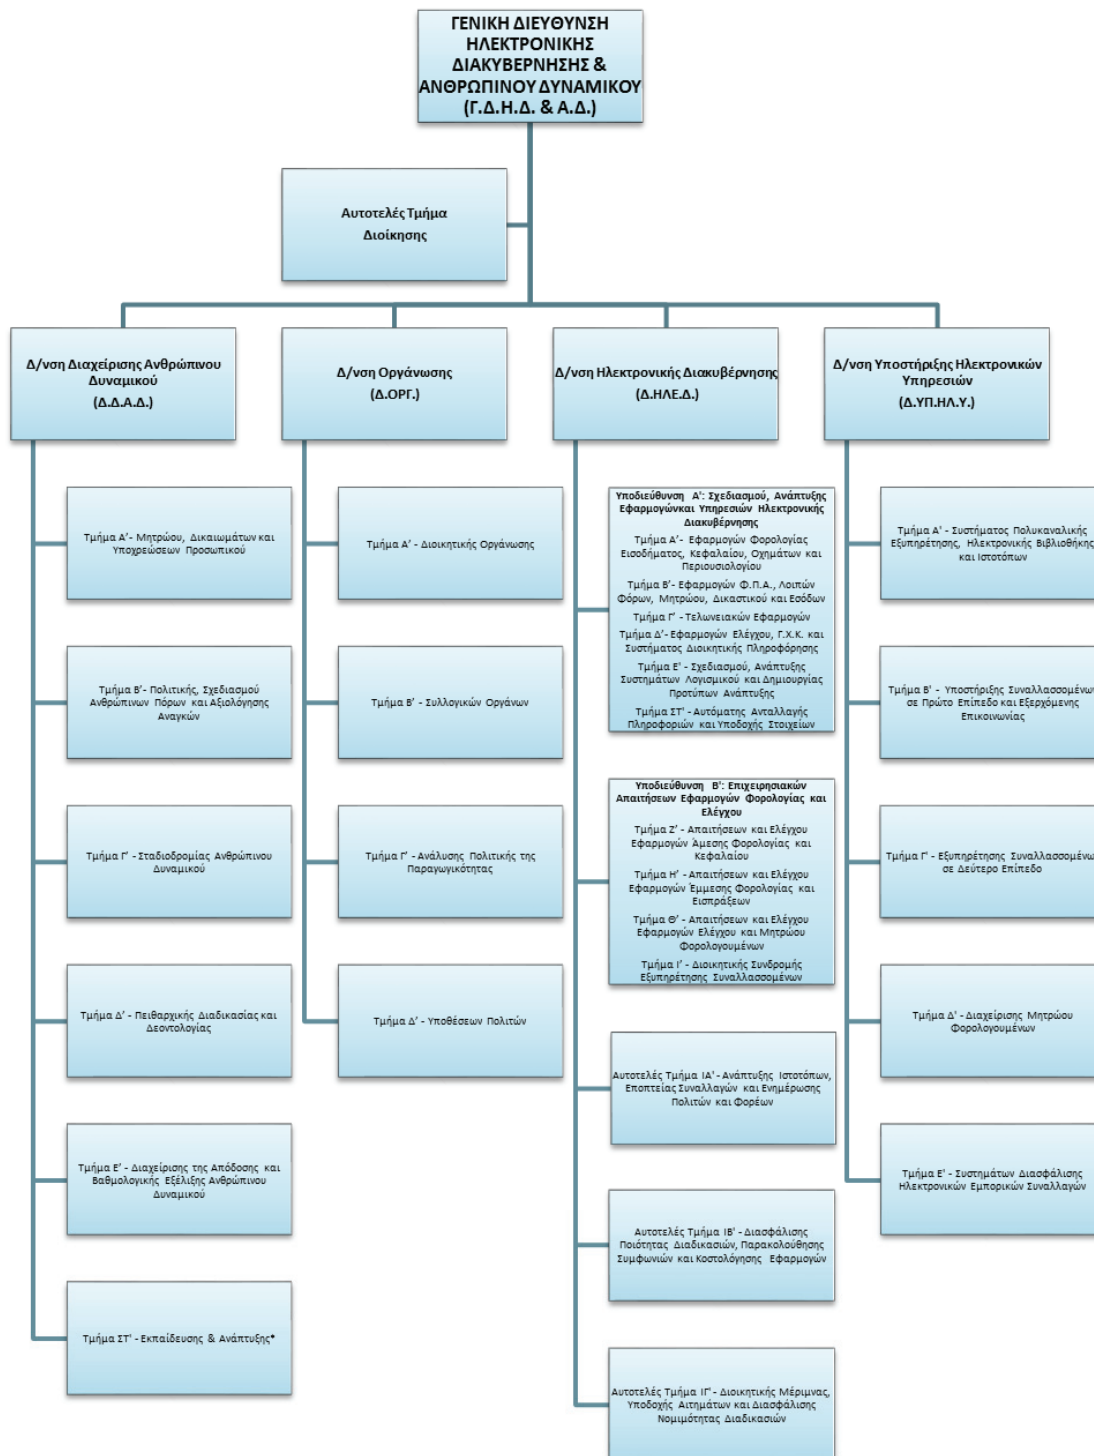 ΓΕΝΙΚΗ ΔΙΕΥΘΥΝΣΗ
ΗΛΕΚΤΡΟΝΙΚΗΣ
ΔΙΑΚΥΒΕΡΝΗΣΗΣ &
ΑΝΘΡΩΠΙΝΟΥ ΔΥΝΑΜΙΚΟΥ
(Γ.Δ.Η.Δ. & Α.Δ.)
Αυτοτελές Τμήμα
Διοίκησης
Δ/νση Διαχείρισης Ανθρώπινου
Δυναμικού
(Δ.Δ.Α.Δ.)
Τμήμα Α’- Μητρώου, Δικαιωμάτων και
Υποχρεώσεων Προσωπικού
Τμήμα Β’- Πολιτικής, Σχεδιασμού
Ανθρώπινων Πόρων και Αξιολόγησης
Αναγκών
Τμήμα Γ’ - Σταδιοδρομίας Ανθρώπινου
Δυναμικού
Τμήμα Δ’ - Πειθαρχικής Διαδικασίας και
Δεοντολογίας
Τμήμα Ε’ - Διαχείρισης της Απόδοσης και
Βαθμολογικής Εξέλιξης Ανθρώπινου
Δυναμικού
Τμήμα ΣΤ' - Εκπαίδευσης & Ανάπτυξης*
Δ/νση Οργάνωσης
(Δ.ΟΡΓ.)
Τμήμα Α’ - Διοικητικής Οργάνωσης
Τμήμα Β’ - Συλλογικών Οργάνων
Τμήμα Γ’ - Ανάλυσης Πολιτικής της
Παραγωγικότητας
Τμήμα Δ’ - Υποθέσεων Πολιτών
Δ/νση Ηλεκτρονικής Διακυβέρνησης
(Δ.ΗΛΕ.Δ.)
Υποδιεύθυνση Α': Σχεδιασμού, Ανάπτυξης
Εφαρμογώνκαι Υπηρεσιών Ηλεκτρονικής
Διακυβέρνησης
Τμήμα Α’- Εφαρμογών Φορολογίας
Εισοδήματος, Κεφαλαίου, Οχημάτων και
Περιουσιολογίου
Τμήμα Β’- Εφαρμογών Φ.Π.Α., Λοιπών
Φόρων, Μητρώου, Δικαστικού και Εσόδων
Τμήμα Γ’ - Τελωνειακών Εφαρμογών
Τμήμα Δ’- Εφαρμογών Ελέγχου, Γ.Χ.Κ. και
Συστήματος Διοικητικής Πληροφόρησης
Τμήμα Ε' - Σχεδιασμού, Ανάπτυξης
Συστημάτων Λογισμικού και Δημιουργίας
Προτύπων Ανάπτυξης
Τμήμα ΣΤ' - Αυτόματης Ανταλλαγής
Πληροφοριών και Υποδοχής Στοιχείων
Υποδιεύθυνση Β': Επιχειρησιακών
Απαιτήσεων Εφαρμογών Φορολογίας και
Ελέγχου
Τμήμα Ζ’ - Απαιτήσεων και Ελέγχου
Εφαρμογών Άμεσης Φορολογίας και
Κεφαλαίου
Τμήμα Η’ - Απαιτήσεων και Ελέγχου
Εφαρμογών Έμμεσης Φορολογίας και
Εισπράξεων
Τμήμα Θ’ - Απαιτήσεων και Ελέγχου
Εφαρμογών Ελέγχου και Μητρώου
Φορολογουμένων
Τμήμα Ι’ - Διοικητικής Συνδρομής
Εξυπηρέτησης Συναλλασσομένων
Αυτοτελές Τμήμα ΙΑ' - Ανάπτυξης Ιστοτόπων,
Εποπτείας Συναλλαγών και Ενημέρωσης
Πολιτών και Φορέων
Αυτοτελές Τμήμα ΙΒ' - Διασφάλισης
Ποιότητας Διαδικασιών, Παρακολούθησης
Συμφωνιών και Κοστολόγησης Εφαρμογών
Αυτοτελές Τμήμα ΙΓ' - Διοικητικής Μέριμνας,
Υποδοχής Αιτημάτων και Διασφάλισης
Νομιμότητας Διαδικασιών
Δ/νση Υποστήριξης Ηλεκτρονικών
Υπηρεσιών
(Δ.ΥΠ.ΗΛ.Υ.)
Τμήμα Α' - Συστήματος Πολυκαναλικής
Εξυπηρέτησης, Ηλεκτρονικής Βιβλιοθήκης
και Ιστοτόπων
Τμήμα Β' - Υποστήριξης Συναλλασσομένων
σε Πρώτο Επίπεδο και Εξερχόμενης
Επικοινωνίας
Τμήμα Γ' - Εξυπηρέτησης Συναλλασσομένων
σε Δεύτερο Επίπεδο
Τμήμα Δ' - Διαχείρισης Μητρώου
Φορολογουμένων
Τμήμα Ε' - Συστημάτων Διασφάλισης
Ηλεκτρονικών Εμπορικών Συναλλαγών